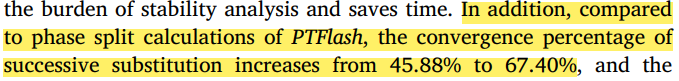 the burden of stability analysis and saves time. In addition, compared
to phase split calculations of PTFlash, the convergence percentage of
successive substitution increases from 45.88% to 67.40%, and the